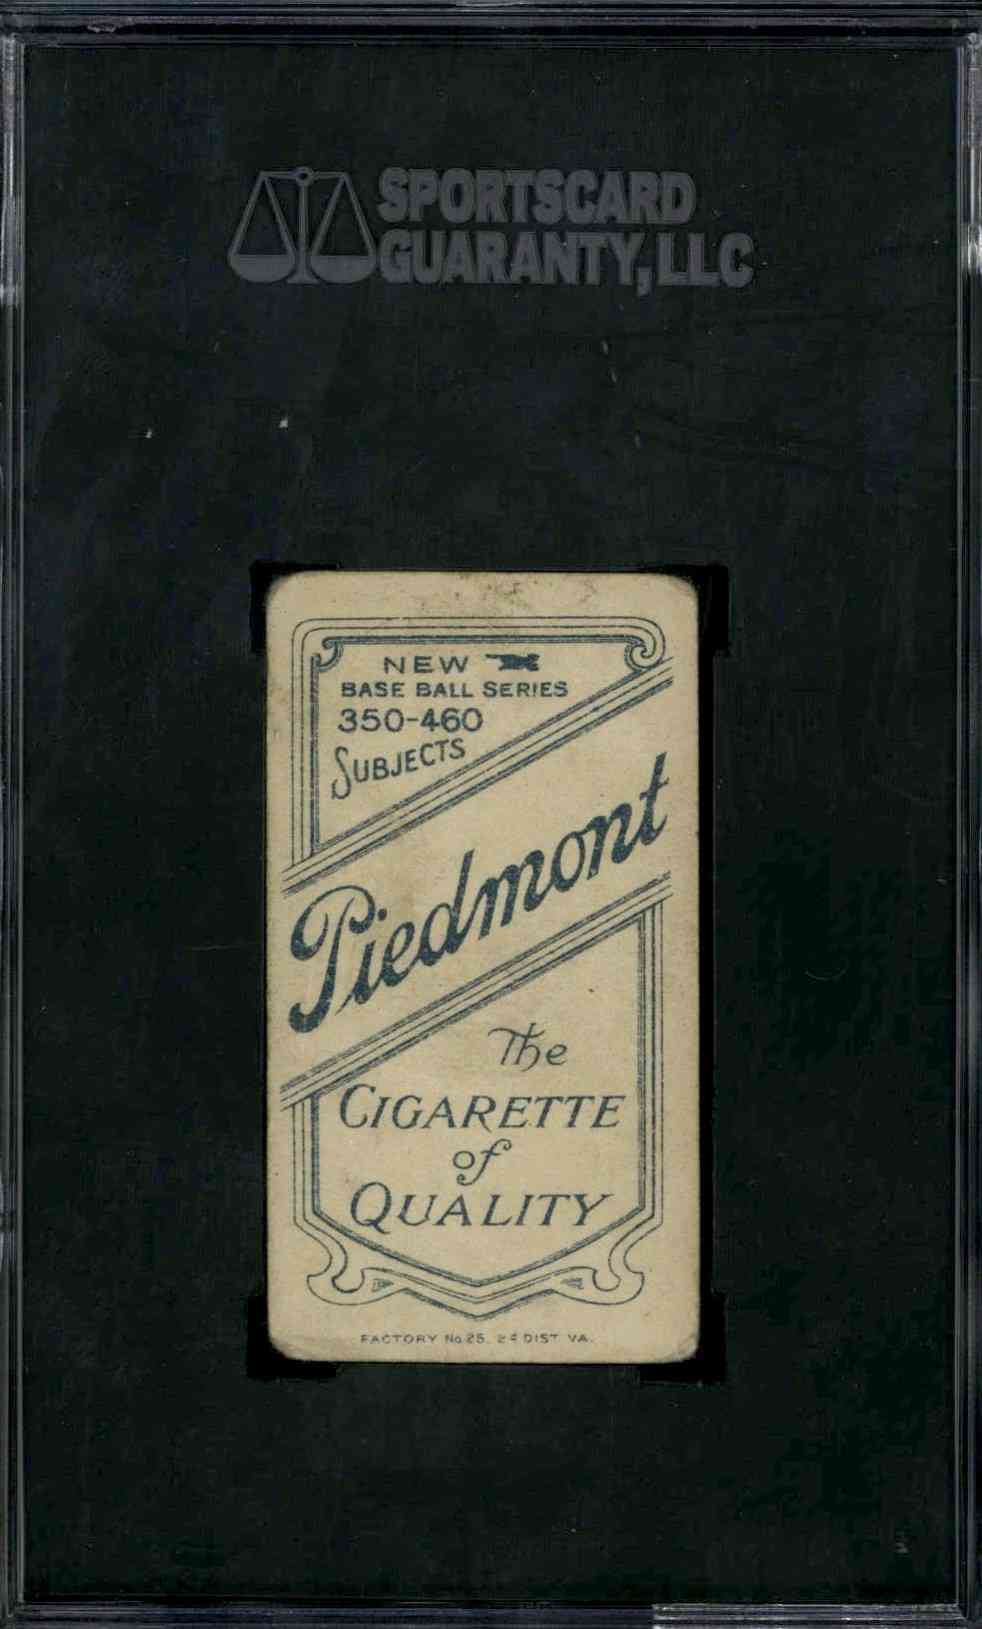 SPORTSCARD
GUARANTY, LLC
NEW
BASE BALL SERIES
350-460
SUBJECTS
Piedmont
The
CIGARETTE
of
QUALITY
FACTORY No 25. 2d DIST VA.